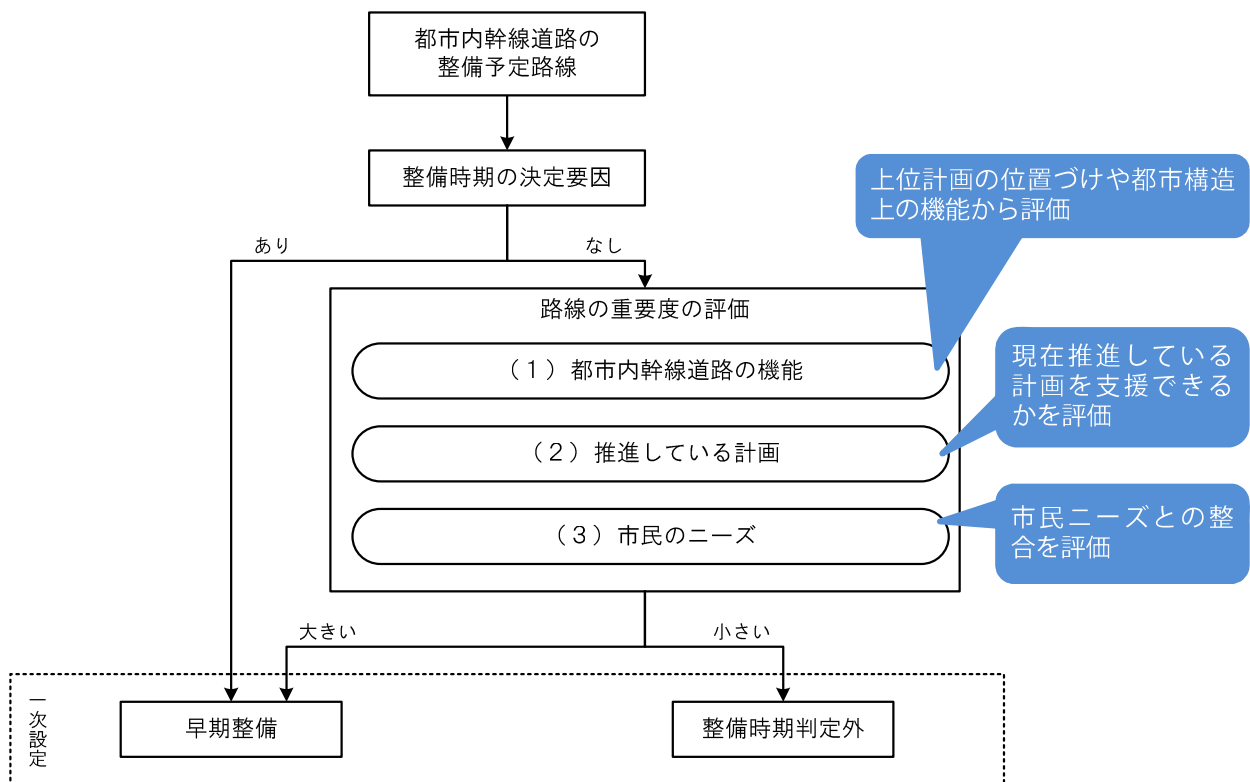 都市内幹線道路の
整備予定路線
整備時期の決定要因
上位計画の位置づけや都市構造
上の機能から評価
あり
なし
路線の重要度の評価
（１）都市内幹線道路の機能
現在推進している
計画を支援できる
かを評価
（２）推進している計画
市民ニーズとの整
合を評価
（３）市民のニーズ
大きい
小さい
一次設定
早期整備
整備時期判定外